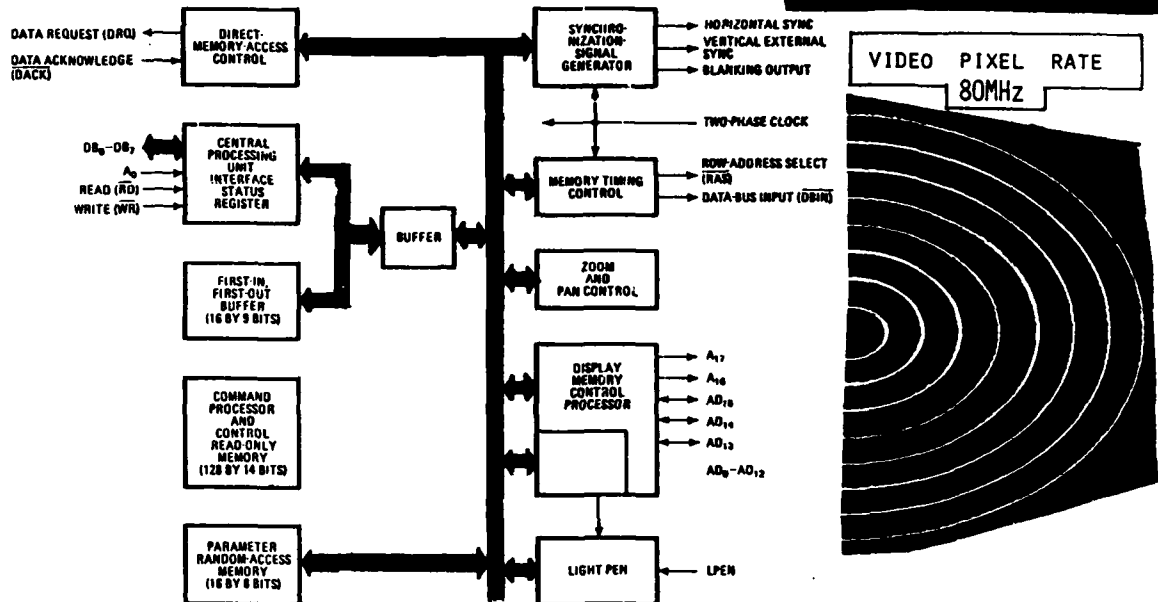 DATA REQUEST (DRQ)
DATA ACKNOWLEDGE
(DACK)
DIRECT-
MEMORY-ACCESS
CONTROL
DB0-DB7
A0
READ (RD)
WRITE (WR)
CENTRAL
PROCESSING
UNIT
INTERFACE
STATUS
REGISTER
BUFFER
FIRST-IN,
FIRST-OUT
BUFFER
(16 BY 9 BITS)
COMMAND
PROCESSOR
AND
CONTROL
READ-ONLY
MEMORY
(128 BY 14 BITS)
PARAMETER
RANDOM-ACCESS
MEMORY
(16 BY 8 BITS)
SYNCHRO-
NIZATION-
SIGNAL
GENERATOR
HORIZONTAL SYNC
VERTICAL EXTERNAL
SYNC
BLANKING OUTPUT
TWO-PHASE CLOCK
MEMORY TIMING
CONTROL
ROW-ADDRESS SELECT
(RAS)
DATA-BUS INPUT (DBIN)
ZOOM
AND
PAN CONTROL
DISPLAY
MEMORY
CONTROL
PROCESSOR
A17
A16
AD15
AD14
AD13
AD0-AD12
LIGHT PEN
LPEN
VIDEO PIXEL RATE
80MHz